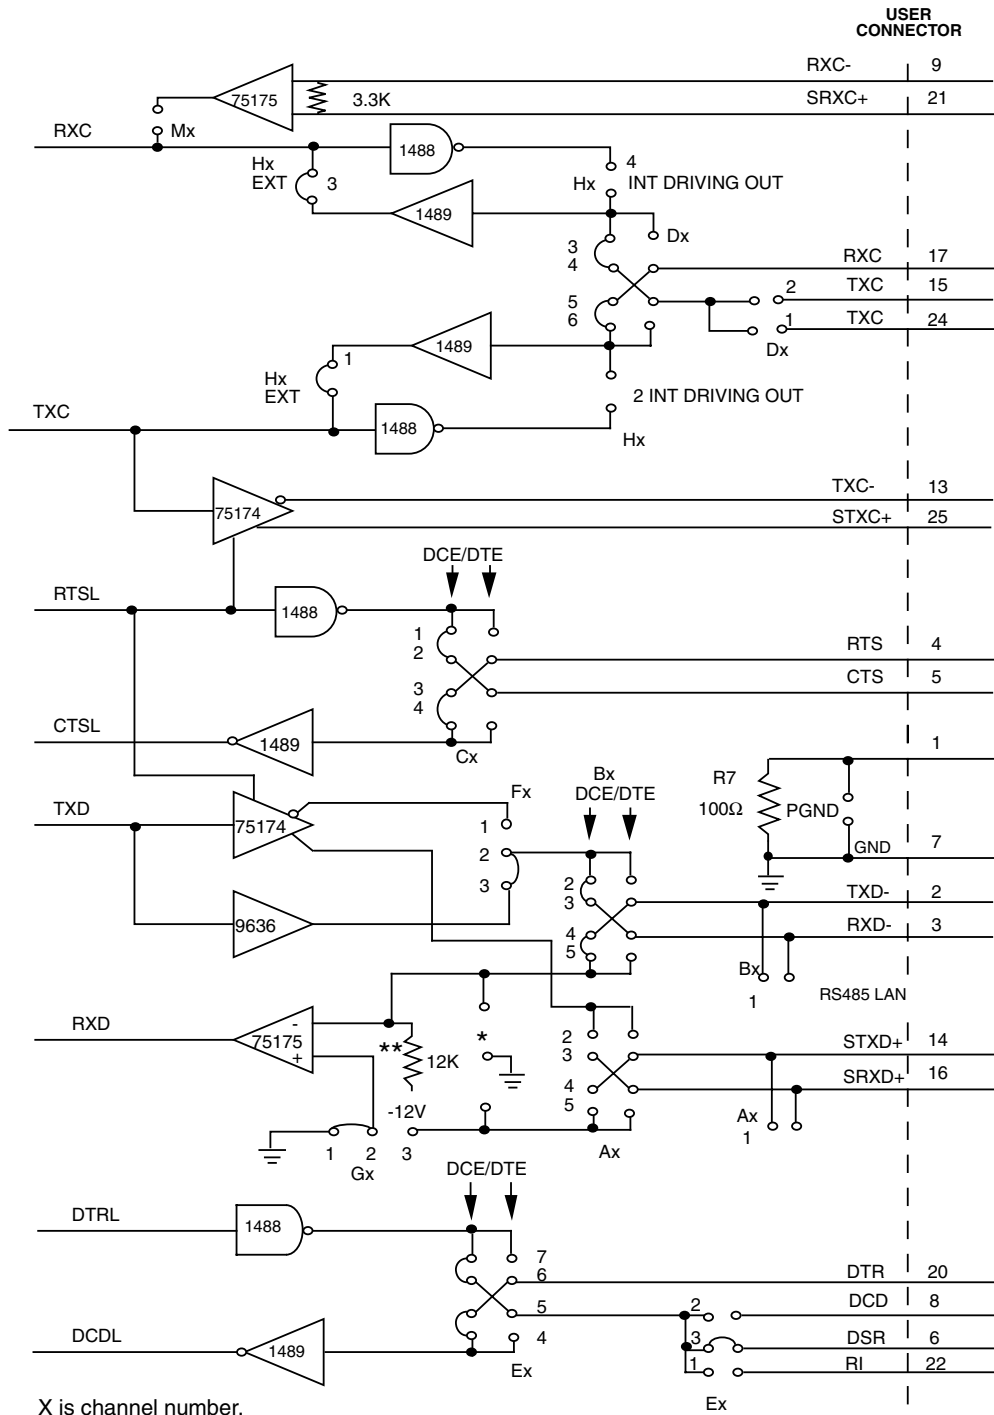 USER
CONNECTOR
RXC- 9
75175
3.3K
SRXC+ 21
RXC
Mx
1488
4
Hx
EXT
3
Hx INT DRIVING OUT
1489
Dx
3
4
RXC 17
2
TXC 15
5
6
1
TXC 24
1489
Dx
1
Hx
EXT
2 INT DRIVING OUT
TXC
1488
Hx
TXC- 13
75174
STXC+ 25
DCE/DTE
RTSL
1488
1
2
RTS 4
3
4
CTS 5
CTSL
1489
Cx
1
Bx
DCE/DTE
R7
100Ω
PGND
Fx
TXD
75174
1
2
GND 7
3
2
3
TXD- 2
9636
4
5
RXD- 3
Bx
1
RS485 LAN
RXD
-
75175
+
**
12K
*
2
3
STXD+ 14
4
5
SRXD+ 16
-12V
Ax
1
1 2 3
Gx
Ax
DCE/DTE
DTRL
1488
7
6
DTR 20
5
2
DCD 8
DCDL
1489
4
3
DSR 6
1
RI 22
Ex
Ex
X is channel number.